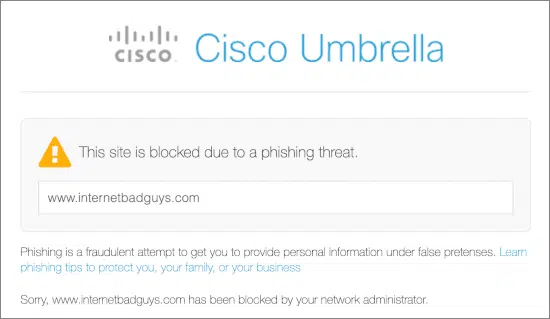 CISCO. Cisco Umbrella
This site is blocked due to a phishing threat.
www.internetbadguys.com
Phishing is a fraudulent attempt to get you to provide personal information under false pretenses. Learn
phishing tips to protect you, your family, or your business
Sorry, www.internetbadguys.com has been blocked by your network administrator.